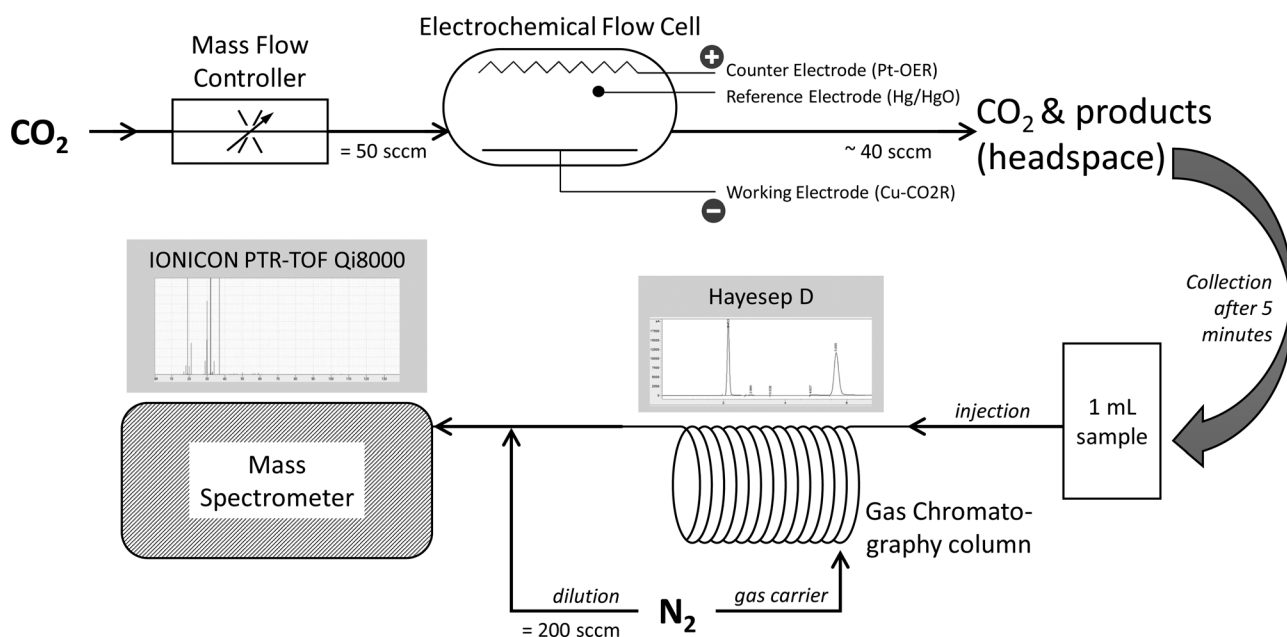 Electrochemical Flow Cell
Mass Flow
Controller
Counter Electrode (Pt-OER)
Reference Electrode (Hg/HgO)
CO₂
= 50 sccm
~ 40 sccm
CO₂ & products
(headspace)
Working Electrode (Cu-CO2R)
IONICON PTR-TOF Qi8000
Hayesep D
Collection
after 5
minutes
injection
1 mL
sample
Mass
Spectrometer
Gas Chromato-
graphy column
dilution
N₂
gas carrier
= 200 sccm